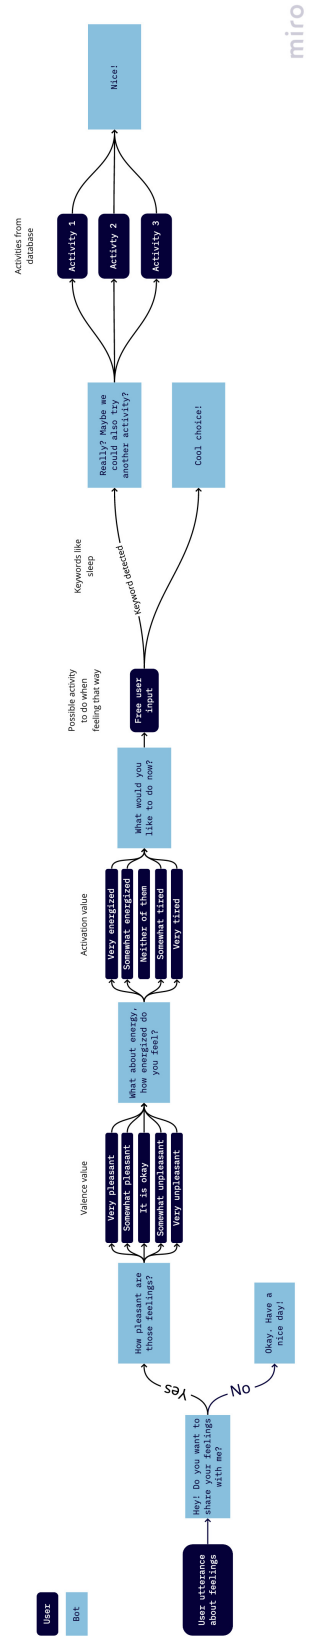 User
Bot
User utterance
about feelings
Hey! Do you want to
share your feelings
with me?
Yes
No
Okay. Have a
nice day!
How pleasant are
those feelings?
Valence value
Very pleasant
Somewhat pleasant
It is okay
Somewhat unpleasant
Very unpleasant
What about energy,
how energized do
you feel?
Activation value
Very energized
Somewhat energized
Neither of them
Somewhat tired
Very tired
What would you
like to do now?
Possible activity
to do when
feeling that way
Free user
input
Keywords like
sleep
Keyword detected
Really? Maybe we
could also try
another activity?
Cool choice!
Activities from
database
Activity 1
Activty 2
Activity 3
Nice!
miro